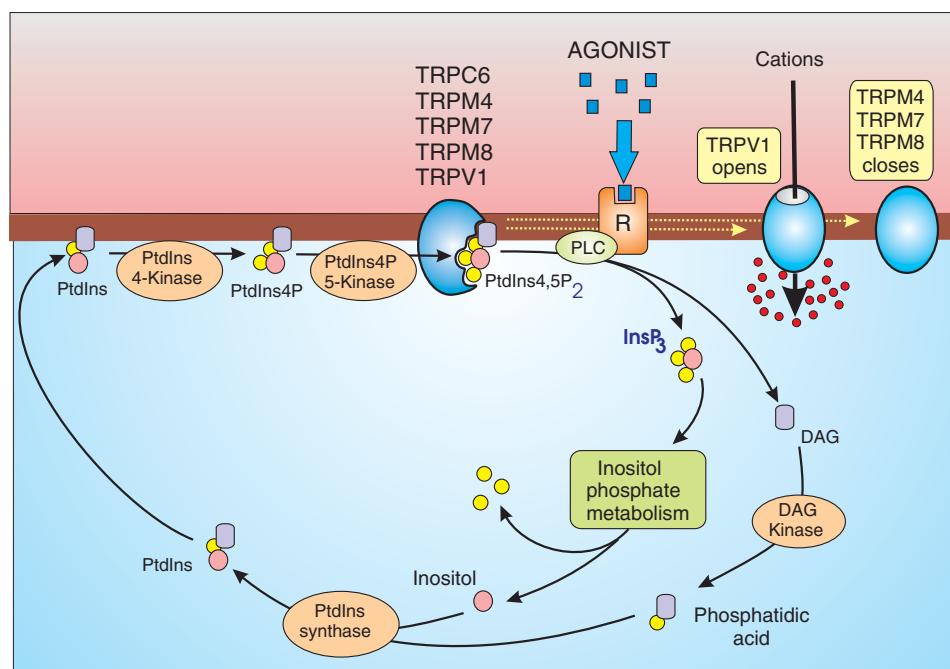 AGONIST
TRPC6
TRPM4
TRPM7
TRPM8
TRPV1
Cations
TRPM4
TRPM7
TRPM8
closes
TRPV1
opens
R
PLC
PtdIns
PtdIns
4-Kinase
PtdIns4P
PtdIns4P
5-Kinase
PtdIns4,5P2
InsP3
DAG
Inositol
phosphate
metabolism
DAG
Kinase
PtdIns
Inositol
PtdIns
synthase
Phosphatidic
acid